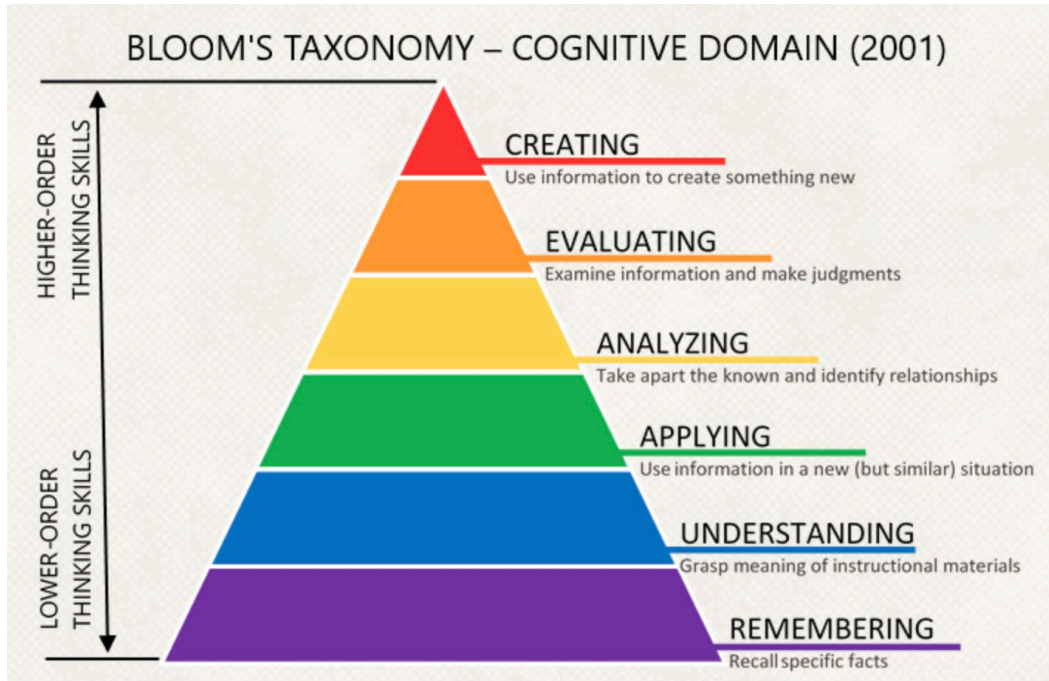 BLOOM'S TAXONOMY – COGNITIVE DOMAIN (2001)
HIGHER-ORDER
THINKING SKILLS
LOWER-ORDER
THINKING SKILLS
CREATING
Use information to create something new
EVALUATING
Examine information and make judgments
ANALYZING
Take apart the known and identify relationships
APPLYING
Use information in a new (but similar) situation
UNDERSTANDING
Grasp meaning of instructional materials
REMEMBERING
Recall specific facts